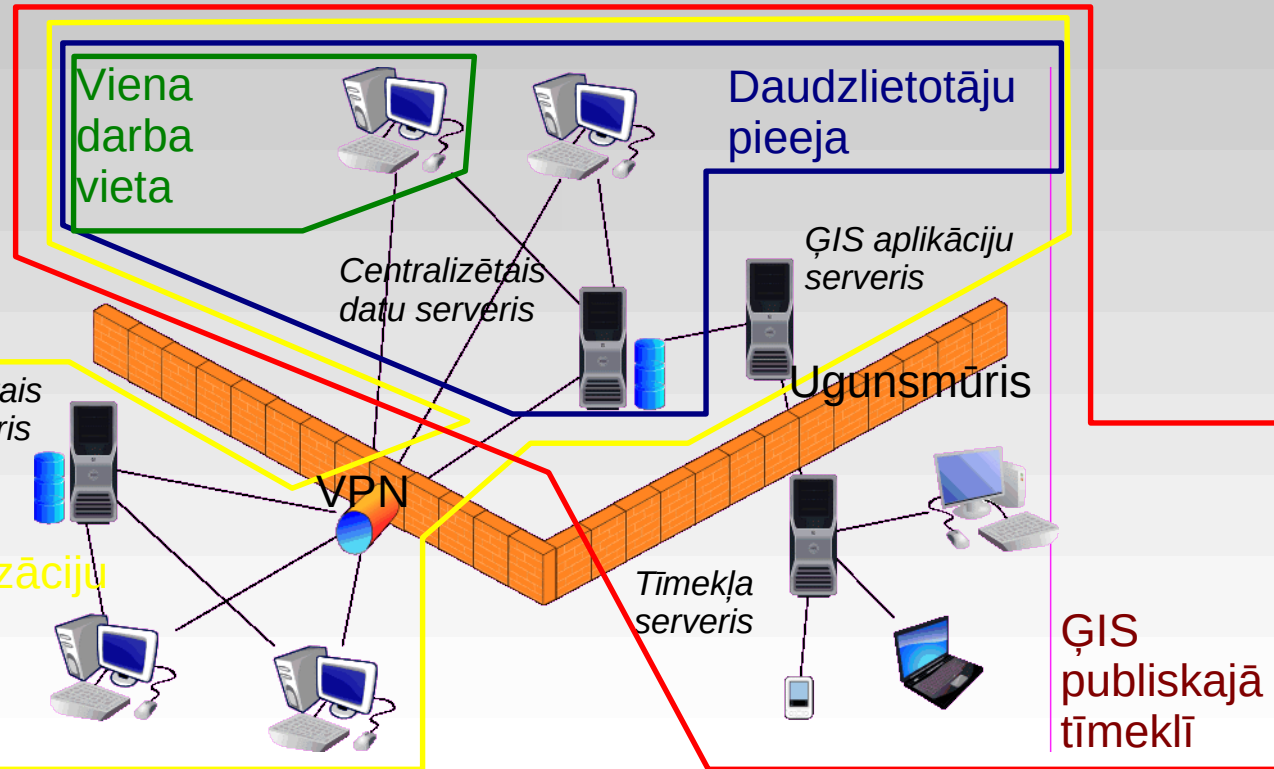 Viena
darba
vieta
Daudzlietotāju
pieeja
Centralizētais
datu serveris
ĢIS aplikāciju
serveris
Ugunsmūris
VPN
Tīmekļa
serveris
ĢIS
publiskajā
tīmeklī